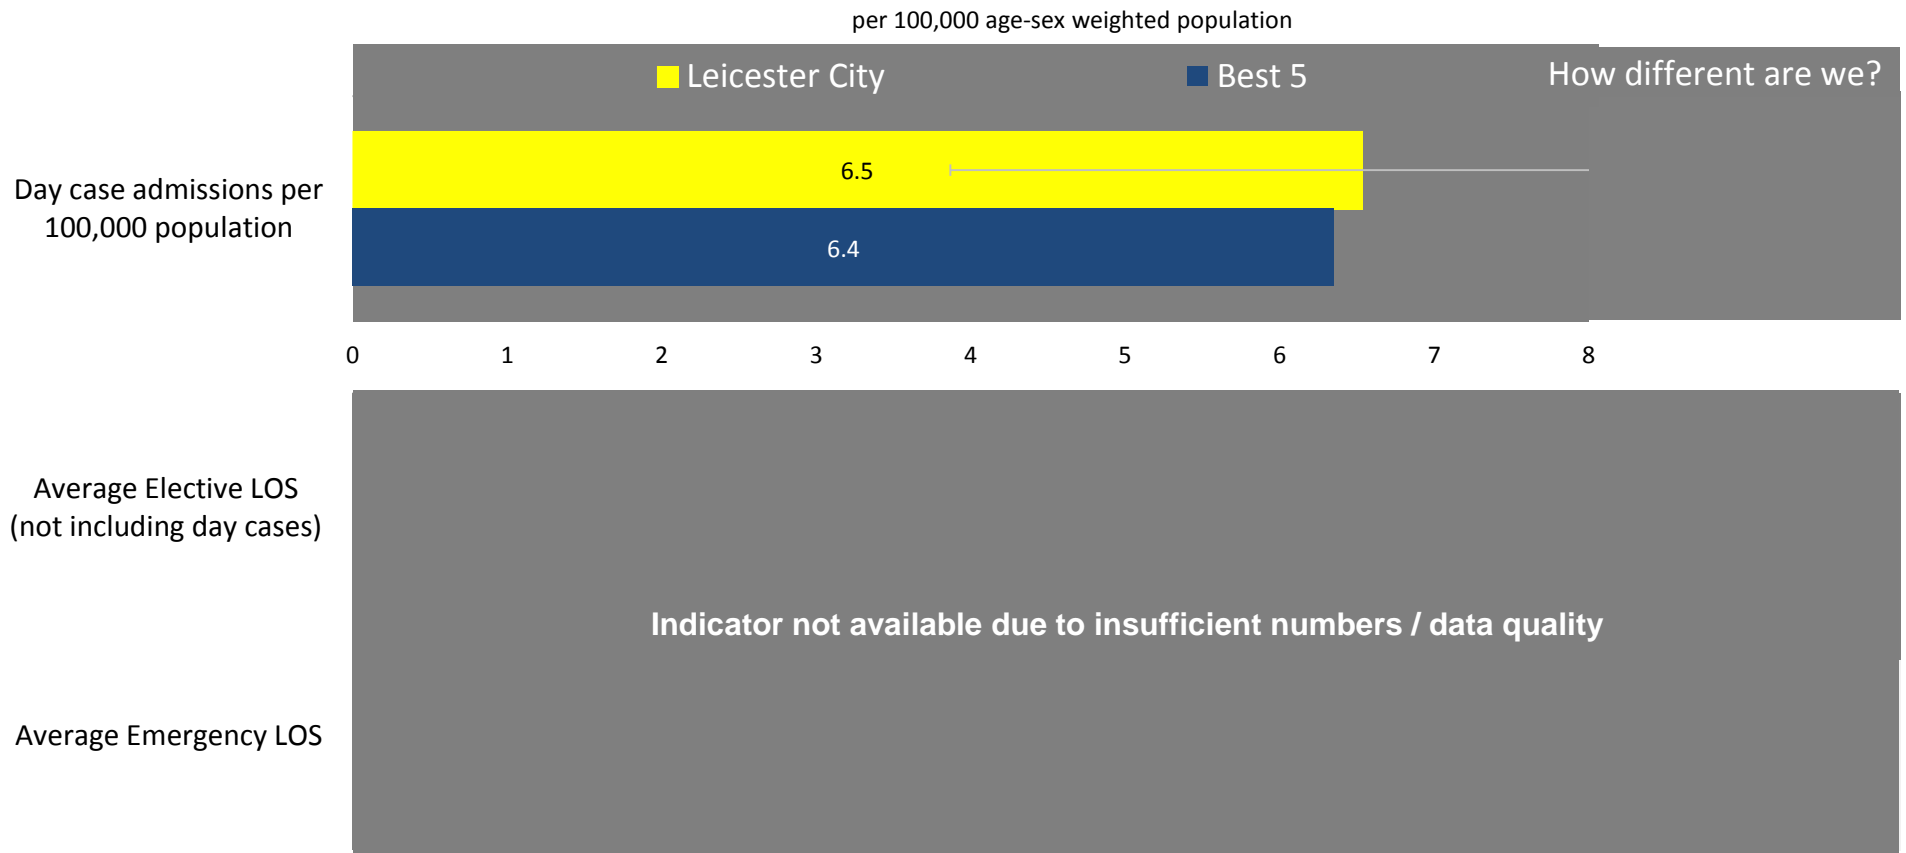 per 100,000 age-sex weighted population
Leicester City
Best 5
How different are we?
Day case admissions per
100,000 population
6.5
6.4
0 1 2 3 4 5 6 7 8
Average Elective LOS
(not including day cases)
Indicator not available due to insufficient numbers / data quality
Average Emergency LOS